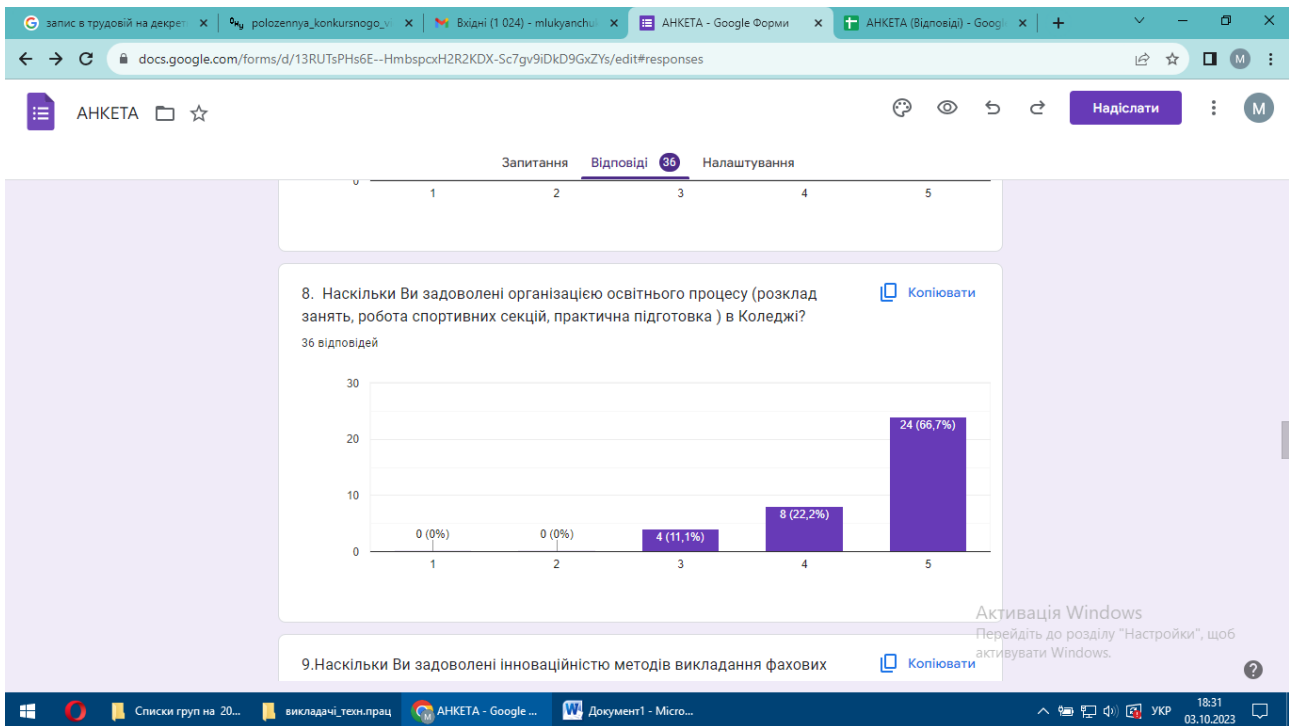 запис в трудовій на декрет
polozennya_konkursnogo_vi
Вхідні (1 024) - mlukyanchu
АНКЕТА - Google Форми
АНКЕТА (Відповіді) - Googl
docs.google.com/forms/d/13RUTsPHs6E--HmbspcxH2R2KDX-Sc7gv9iDkD9GxZYs/edit#responses
M
АНКЕТА
Надіслати
M
Запитання Відповіді 36 Налаштування
0
1 2 3 4 5
8. Наскільки Ви задоволені організацією освітнього процесу (розклад
занять, робота спортивних секцій, практична підготовка ) в Коледжі?
Копіювати
36 відповідей
30
20
10
0
0 (0%) 0 (0%) 4 (11,1%) 8 (22,2%) 24 (66,7%)
1 2 3 4 5
Активація Windows
Перейдіть до розділу "Настройки", щоб
активувати Windows.
9.Наскільки Ви задоволені інноваційністю методів викладання фахових
Копіювати
Списки груп на 20...
викладачі_техн.прац
АНКЕТА - Google ...
Документ1 - Micro...
УКР
18:31
03.10.2023